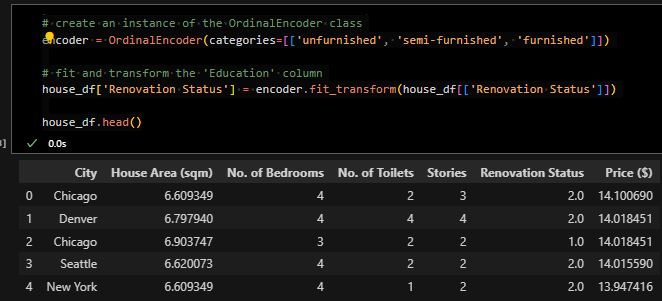 # create an instance of the OrdinalEncoder class
encoder = OrdinalEncoder(categories=[['unfurnished', 'semi-furnished', 'furnished']])
# fit and transform the 'Education' column
house_df['Renovation Status'] = encoder.fit_transform(house_df[['Renovation Status']])
house_df.head()
0.0s
City House Area (sqm) No. of Bedrooms No. of Toilets Stories Renovation Status Price ($)
0 Chicago 6.609349 4 2 3 2.0 14.100690
1 Denver 6.797940 4 4 4 2.0 14.018451
2 Chicago 6.903747 3 2 2 1.0 14.018451
3 Seattle 6.620073 4 2 2 2.0 14.015590
4 New York 6.609349 4 1 2 2.0 13.947416